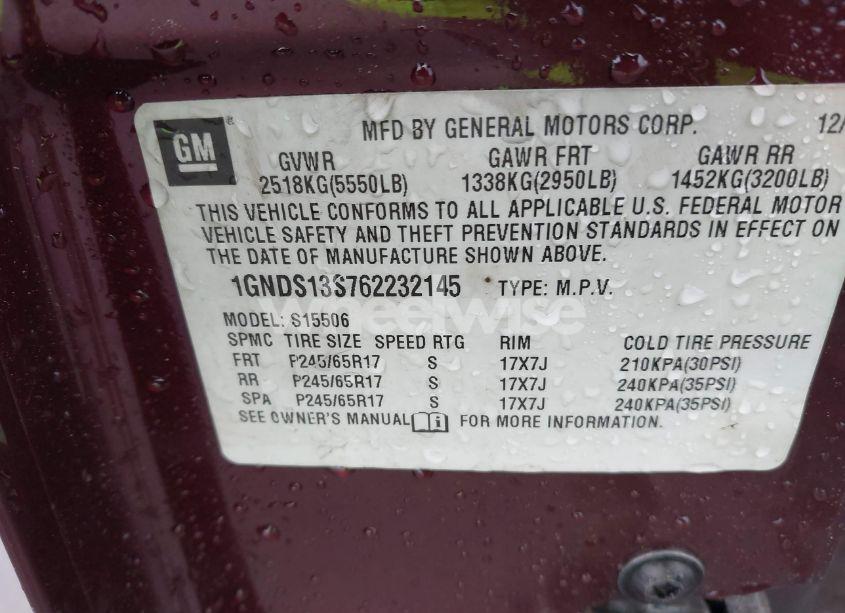 GM®
MFD BY GENERAL MOTORS CORP. 12/
GVWR GAWR FRT GAWR RR
2518KG(5550LB) 1338KG(2950LB) 1452KG(3200LB)
THIS VEHICLE CONFORMS TO ALL APPLICABLE U.S. FEDERAL MOTOR
VEHICLE SAFETY AND THEFT PREVENTION STANDARDS IN EFFECT ON
THE DATE OF MANUFACTURE SHOWN ABOVE.
1GNDS13S762232145 TYPE: M.P.V.
Wheelwise
MODEL: S15506
SPMC TIRE SIZE SPEED RTG RIM COLD TIRE PRESSURE
FRT P245/65R17 S 17X7J 210KPA(30PSI)
RR P245/65R17 S 17X7J 240KPA(35PSI)
SPA P245/65R17 S 17X7J 240KPA(35PSI)
SEE OWNER'S MANUAL i FOR MORE INFORMATION.